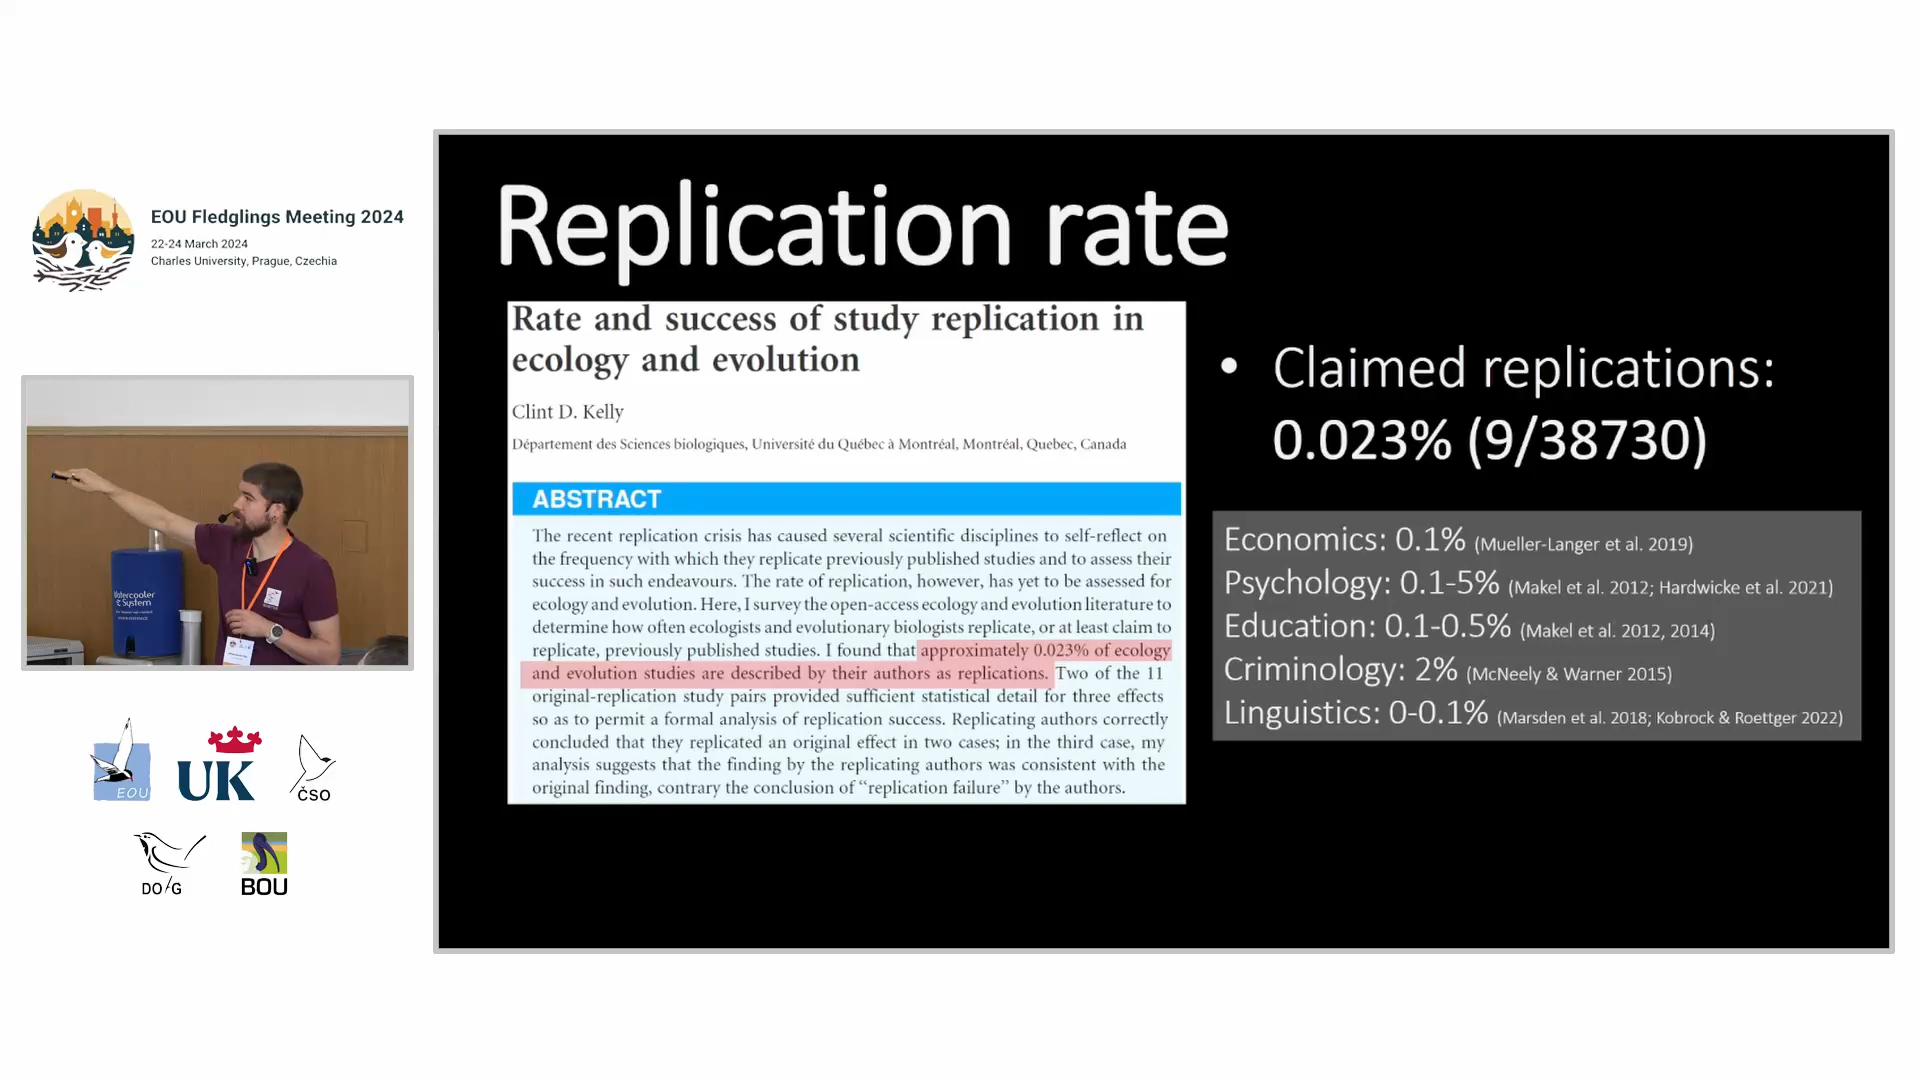 EOU Fledglings Meeting 2024
22-24 March 2024
Charles University, Prague, Czechia
Watercooler
& System
EOU
UK
ČSO
DO/G
BOU
Replication rate
Rate and success of study replication in
ecology and evolution
Clint D. Kelly
Département des Sciences biologiques, Université du Québec à Montréal, Montréal, Quebec, Canada
ABSTRACT
The recent replication crisis has caused several scientific disciplines to self-reflect on
the frequency with which they replicate previously published studies and to assess their
success in such endeavours. The rate of replication, however, has yet to be assessed for
ecology and evolution. Here, I survey the open-access ecology and evolution literature to
determine how often ecologists and evolutionary biologists replicate, or at least claim to
replicate, previously published studies. I found that approximately 0.023% of ecology
and evolution studies are described by their authors as replications. Two of the 11
original-replication study pairs provided sufficient statistical detail for three effects
so as to permit a formal analysis of replication success. Replicating authors correctly
concluded that they replicated an original effect in two cases; in the third case, my
analysis suggests that the finding by the replicating authors was consistent with the
original finding, contrary the conclusion of “replication failure” by the authors.
• Claimed replications:
0.023% (9/38730)
Economics: 0.1% (Mueller-Langer et al. 2019)
Psychology: 0.1-5% (Makel et al. 2012; Hardwicke et al. 2021)
Education: 0.1-0.5% (Makel et al. 2012, 2014)
Criminology: 2% (McNeely & Warner 2015)
Linguistics: 0-0.1% (Marsden et al. 2018; Kobrock & Roettger 2022)